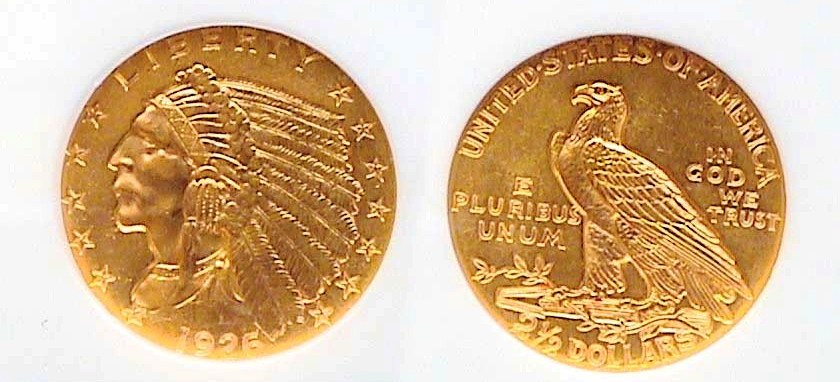 LIBERTY
1926
UNITED·STATES·OF·AMERICA
E
PLURIBUS
UNUM
IN
GOD
WE
TRUST
2½ DOLLARS